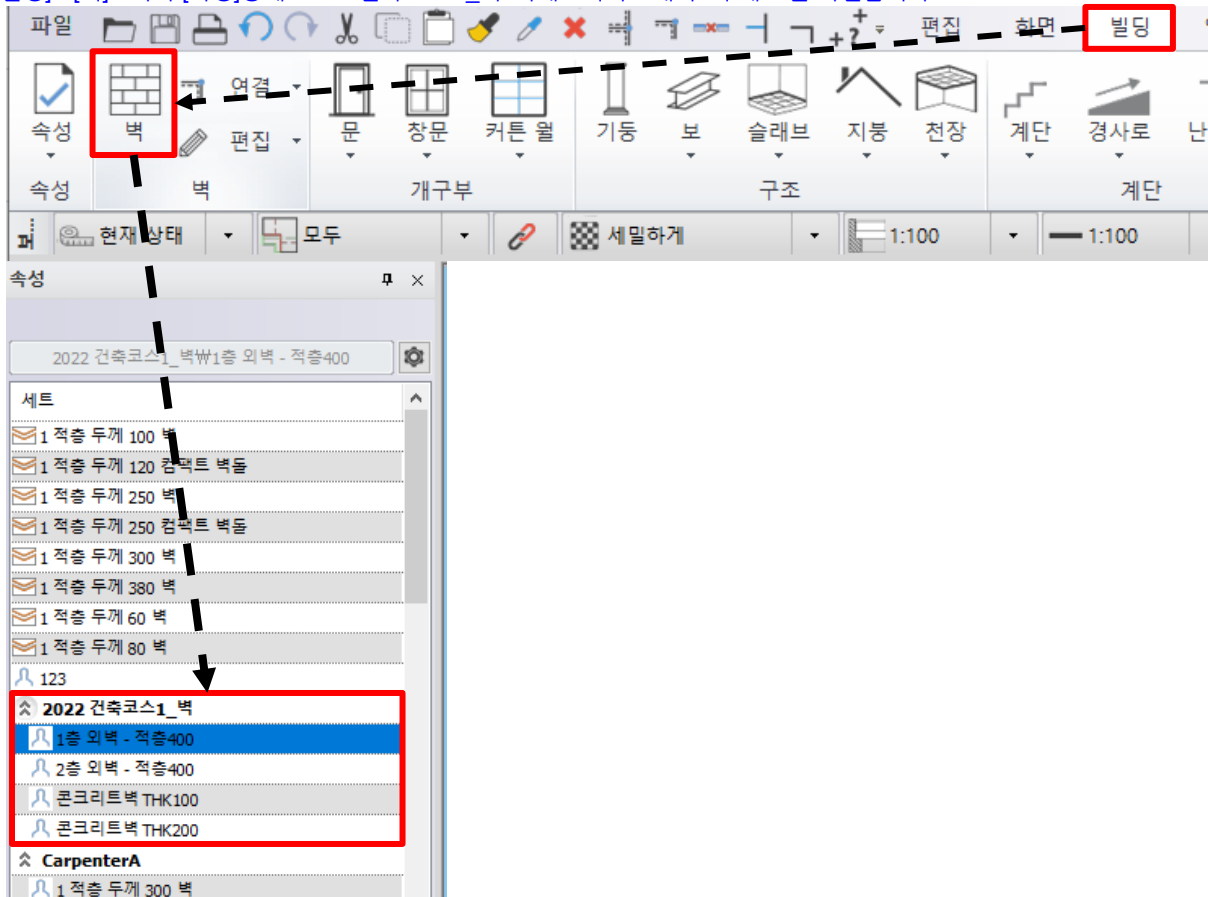 파일 편집 화면 빌딩
속성 벽 연결 편집 문 창문 커튼 월 기둥 보 슬래브 지붕 천장 계단 경사로
속성 벽 개구부 구조 계단
현재 상태 모두 세밀하게 1:100 1:100
속성
2022 건축코스1_벽₩1층 외벽 - 적층400
세트
1 적층 두께 100 벽
1 적층 두께 120 컴팩트 벽돌
1 적층 두께 250 벽
1 적층 두께 250 컴팩트 벽돌
1 적층 두께 300 벽
1 적층 두께 380 벽
1 적층 두께 60 벽
1 적층 두께 80 벽
123
2022 건축코스1_벽
1층 외벽 - 적층400
2층 외벽 - 적층400
콘크리트벽 THK100
콘크리트벽 THK200
CarpenterA
1 적층 두께 300 벽